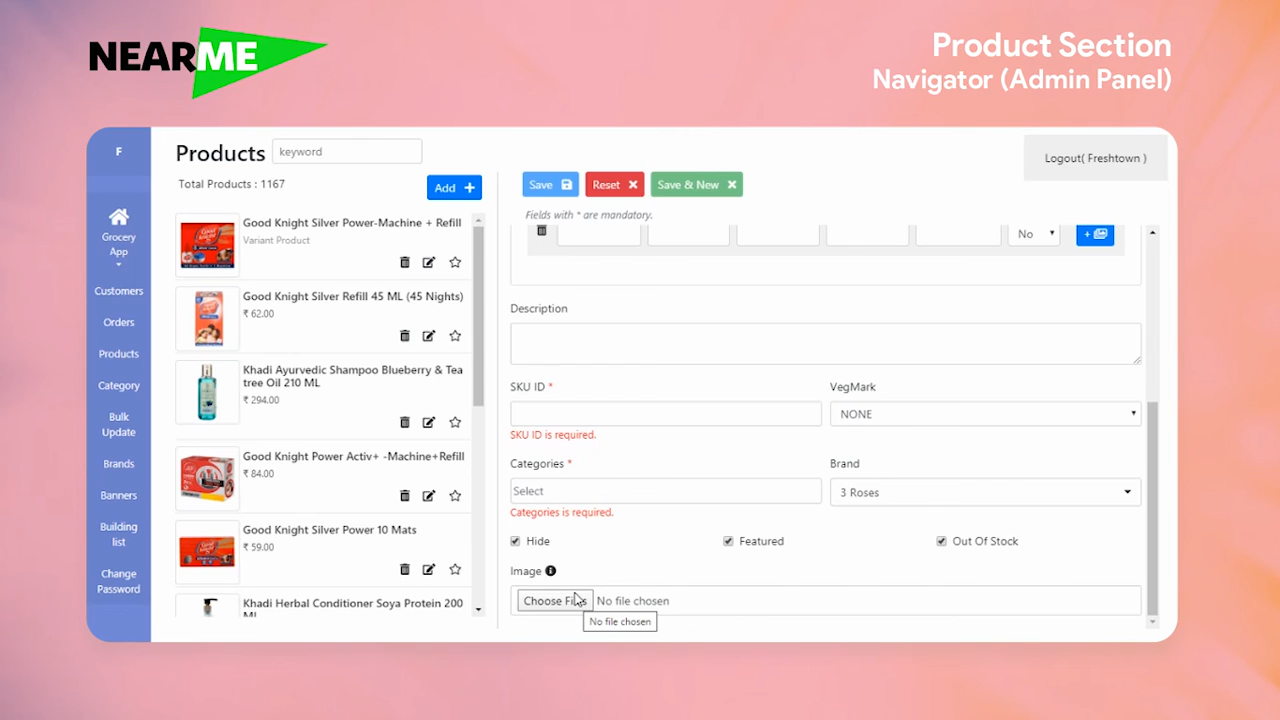 NEARME
Product Section
Navigator (Admin Panel)
F
Grocery
App
Customers
Orders
Products
Category
Bulk
Update
Brands
Banners
Building
list
Change
Password
Products
keyword
Total Products : 1167
Add +
Good Knight Silver Power-Machine + Refill
Variant Product
Good Knight Silver Refill 45 ML (45 Nights)
₹ 62.00
Khadi Ayurvedic Shampoo Blueberry & Tea
tree Oil 210 ML
₹ 294.00
Good Knight Power Activ+ -Machine+Refill
₹ 84.00
Good Knight Silver Power 10 Mats
₹ 59.00
Khadi Herbal Conditioner Soya Protein 200
ML
Logout( Freshtown )
Save
Reset
Save & New
Fields with * are mandatory.
No
+
Description
SKU ID *
VegMark
NONE
SKU ID is required.
Categories *
Brand
Select
3 Roses
Categories is required.
Hide
Featured
Out Of Stock
Image
Choose Files No file chosen
No file chosen